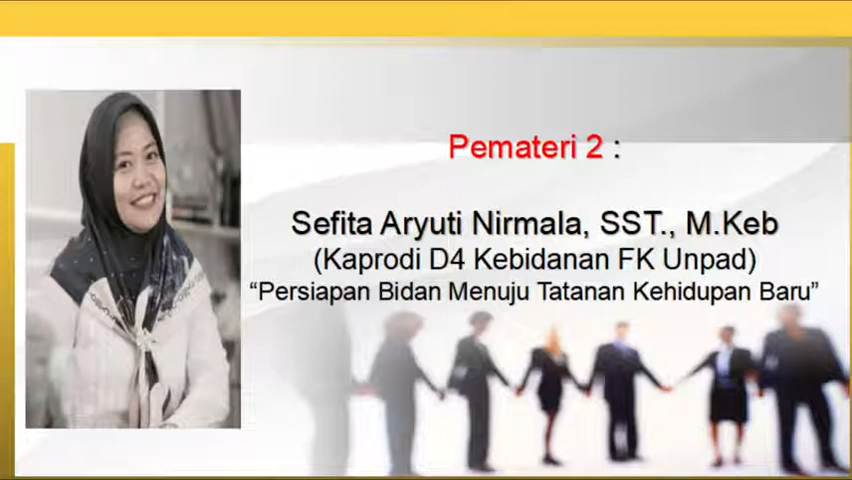 Pemateri 2 :
Sefita Aryuti Nirmala, SST., M.Keb
(Kaprodi D4 Kebidanan FK Unpad)
“Persiapan Bidan Menuju Tatanan Kehidupan Baru”